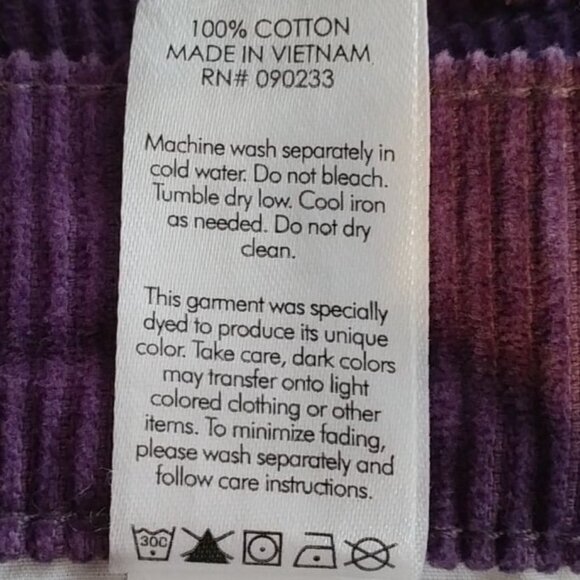 100% COTTON
MADE IN VIETNAM
RN# 090233
Machine wash separately in
cold water. Do not bleach.
Tumble dry low. Cool iron
as needed. Do not dry
clean.
This garment was specially
dyed to produce its unique
color. Take care, dark colors
may transfer onto light
colored clothing or other
items. To minimize fading,
please wash separately and
follow care instructions.
30C